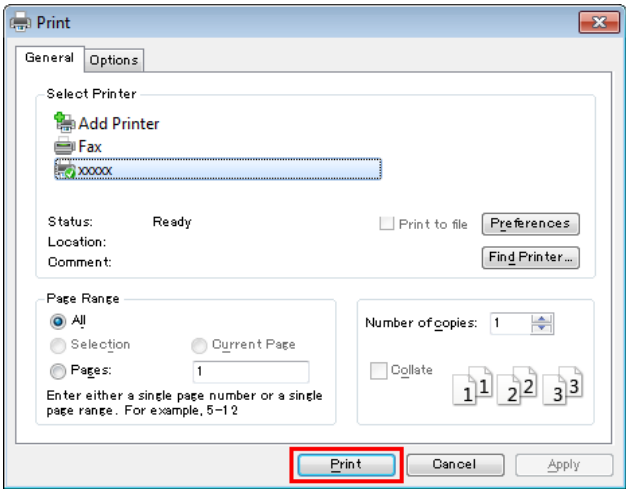 Print
General
Options
Select Printer
Add Printer
Fax
xxxxx
Status: Ready
Print to file
Preferences
Location:
Comment:
Find Printer...
Page Range
All
Selection
Current Page
Pages: 1
Enter either a single page number or a single
page range. For example, 5-12
Number of copies: 1
Collate
1 1 2 2 3 3
Print
Cancel
Apply